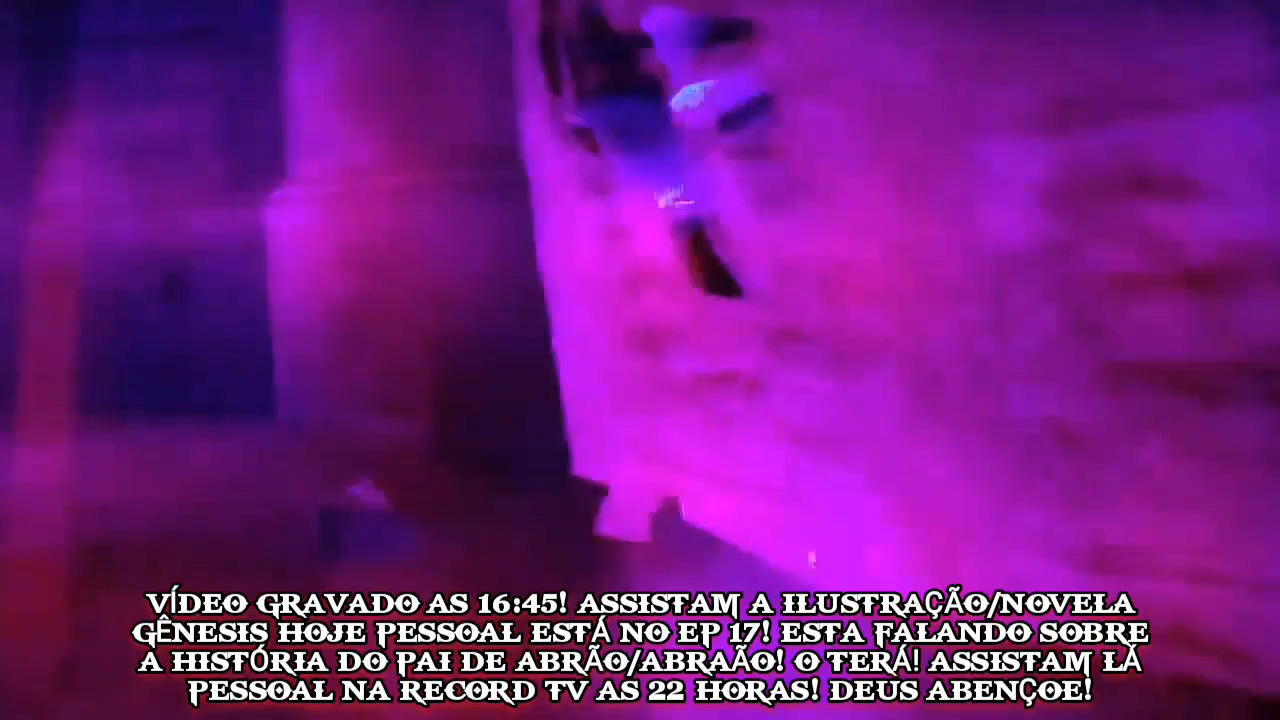 VÍDEO GRAVADO AS 16:45! ASSISTAM A ILUSTRAÇÃO/NOVELA
GÊNESIS HOJE PESSOAL ESTÁ NO EP 17! ESTA FALANDO SOBRE
A HISTÓRIA DO PAI DE ABRÃO/ABRAÃO! O TERÁ! ASSISTAM LÁ
PESSOAL NA RECORD TV AS 22 HORAS! DEUS ABENÇOE!